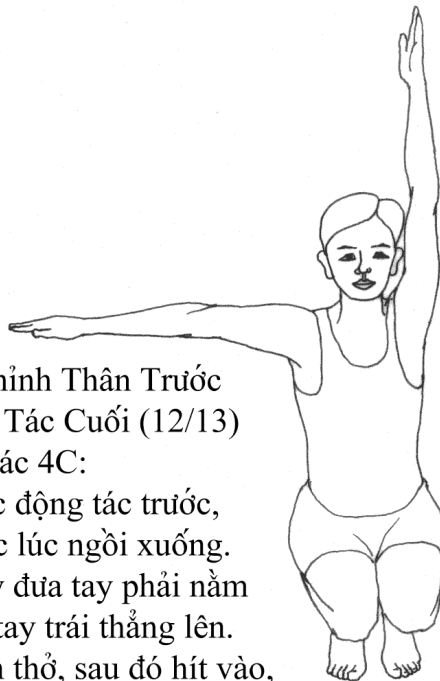 hỉnh Thân Trước
Tác Cuối (12/13)
ác 4C:
c động tác trước,
c lúc ngồi xuống.
y đưa tay phải nằm
tay trái thẳng lên.
n thở, sau đó hít vào,